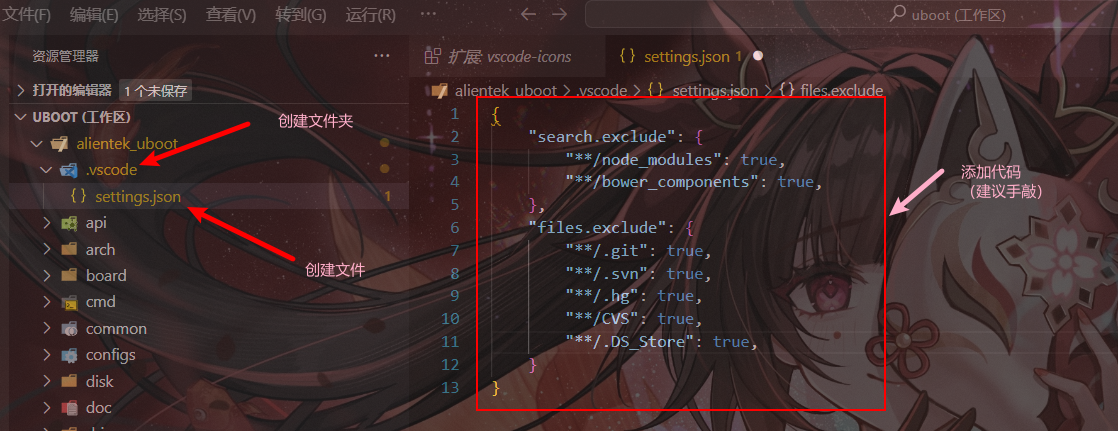 文件(F) 编辑(E) 选择(S) 查看(V) 转到(G) 运行(R) ··· uboot (工作区)
资源管理器 ···
打开的编辑器 1 个未保存
UBOOT (工作区)
alientek_uboot
.vscode
settings.json 1
api
arch
board
cmd
common
configs
disk
doc
创建文件夹
创建文件
扩展: vscode-icons {} settings.json 1
alientek_uboot > .vscode > {} settings.json > {} files.exclude
1 {
2 "search.exclude": {
3 "**/node_modules": true,
4 "**/bower_components": true,
5 },
6 "files.exclude": {
7 "**/.git": true,
8 "**/.svn": true,
9 "**/.hg": true,
10 "**/CVS": true,
11 "**/.DS_Store": true,
12 }
13 }
添加代码
（建议手敲）